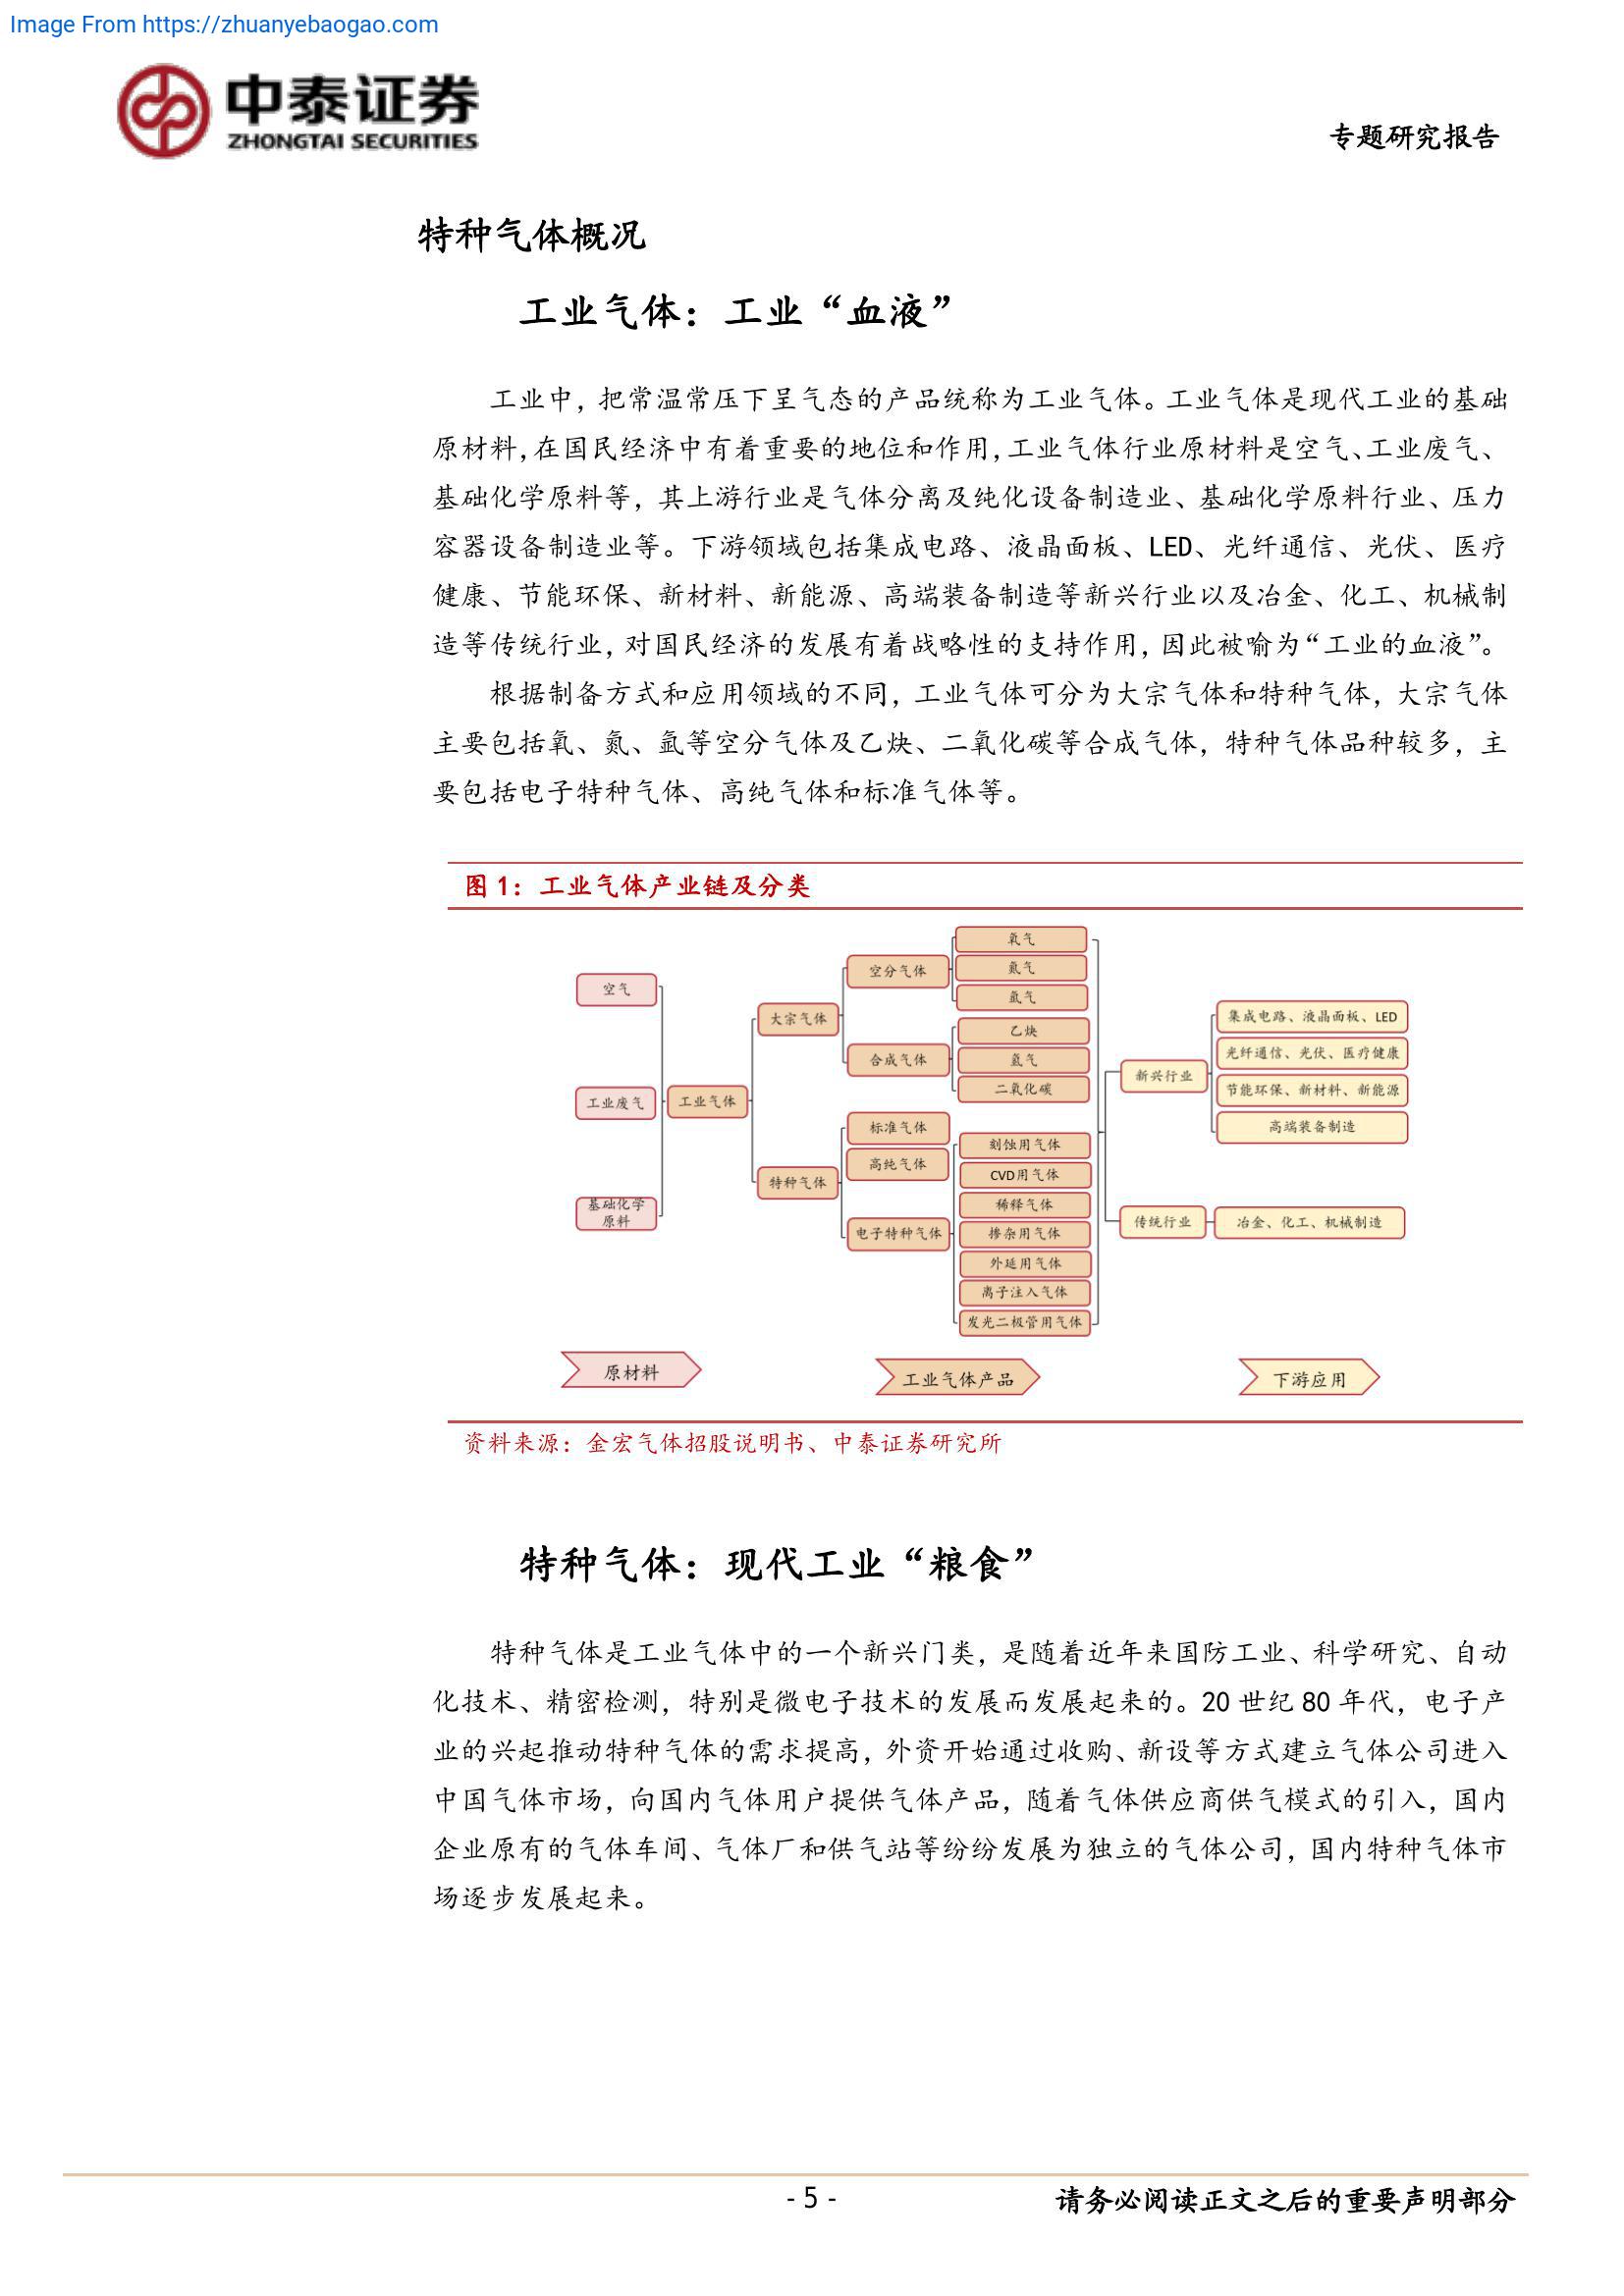 Image From https://zhuanyebaogao.com
中泰证券
ZHONGTAI SECURITIES
专题研究报告
特种气体概况
工业气体：工业“血液”
工业中，把常温常压下呈气态的产品统称为工业气体。工业气体是现代工业的基础
原材料，在国民经济中有着重要的地位和作用，工业气体行业原材料是空气、工业废气、
基础化学原料等，其上游行业是气体分离及纯化设备制造业、基础化学原料行业、压力
容器设备制造业等。下游领域包括集成电路、液晶面板、LED、光纤通信、光伏、医疗
健康、节能环保、新材料、新能源、高端装备制造等新兴行业以及冶金、化工、机械制
造等传统行业，对国民经济的发展有着战略性的支持作用，因此被喻为“工业的血液”。
根据制备方式和应用领域的不同，工业气体可分为大宗气体和特种气体，大宗气体
主要包括氧、氮、氩等空分气体及乙炔、二氧化碳等合成气体，特种气体品种较多，主
要包括电子特种气体、高纯气体和标准气体等。
图 1：工业气体产业链及分类
空气
工业废气
基础化学
原料
工业气体
大宗气体
特种气体
空分气体
合成气体
标准气体
高纯气体
电子特种气体
氧气
氮气
氩气
乙炔
氢气
二氧化碳
刻蚀用气体
CVD用气体
稀释气体
掺杂用气体
外延用气体
离子注入气体
发光二极管用气体
新兴行业
传统行业
集成电路、液晶面板、LED
光纤通信、光伏、医疗健康
节能环保、新材料、新能源
高端装备制造
冶金、化工、机械制造
原材料
工业气体产品
下游应用
资料来源：金宏气体招股说明书、中泰证券研究所
特种气体：现代工业“粮食”
特种气体是工业气体中的一个新兴门类，是随着近年来国防工业、科学研究、自动
化技术、精密检测，特别是微电子技术的发展而发展起来的。20 世纪 80 年代，电子产
业的兴起推动特种气体的需求提高，外资开始通过收购、新设等方式建立气体公司进入
中国气体市场，向国内气体用户提供气体产品，随着气体供应商供气模式的引入，国内
企业原有的气体车间、气体厂和供气站等纷纷发展为独立的气体公司，国内特种气体市
场逐步发展起来。
- 5 -
请务必阅读正文之后的重要声明部分